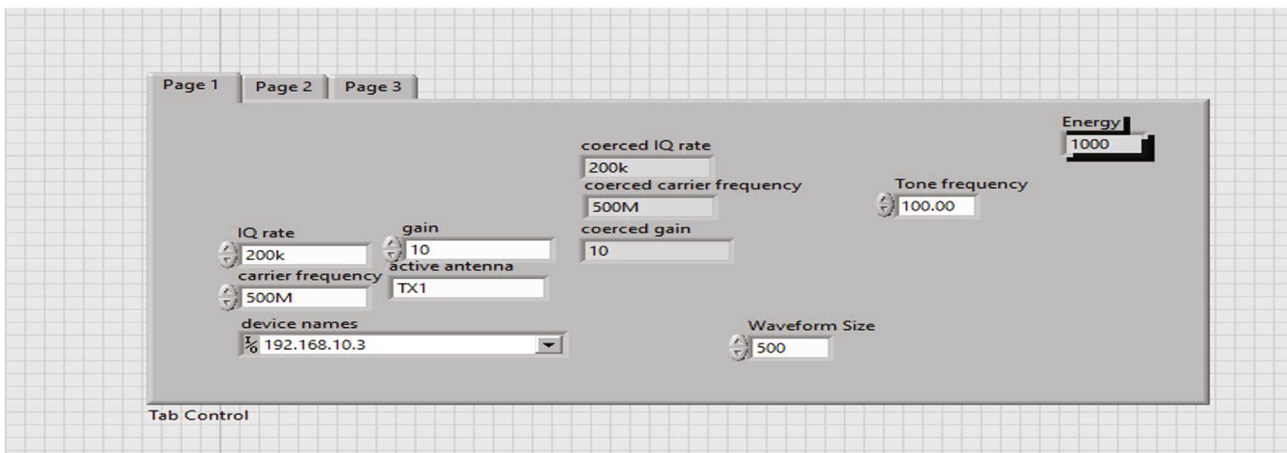 Page 1
Page 2
Page 3
Energy
1000
coerced IQ rate
200k
coerced carrier frequency
500M
coerced gain
10
Tone frequency
100.00
IQ rate
200k
gain
10
carrier frequency
500M
active antenna
TX1
device names
I/O 192.168.10.3
Waveform Size
500
Tab Control